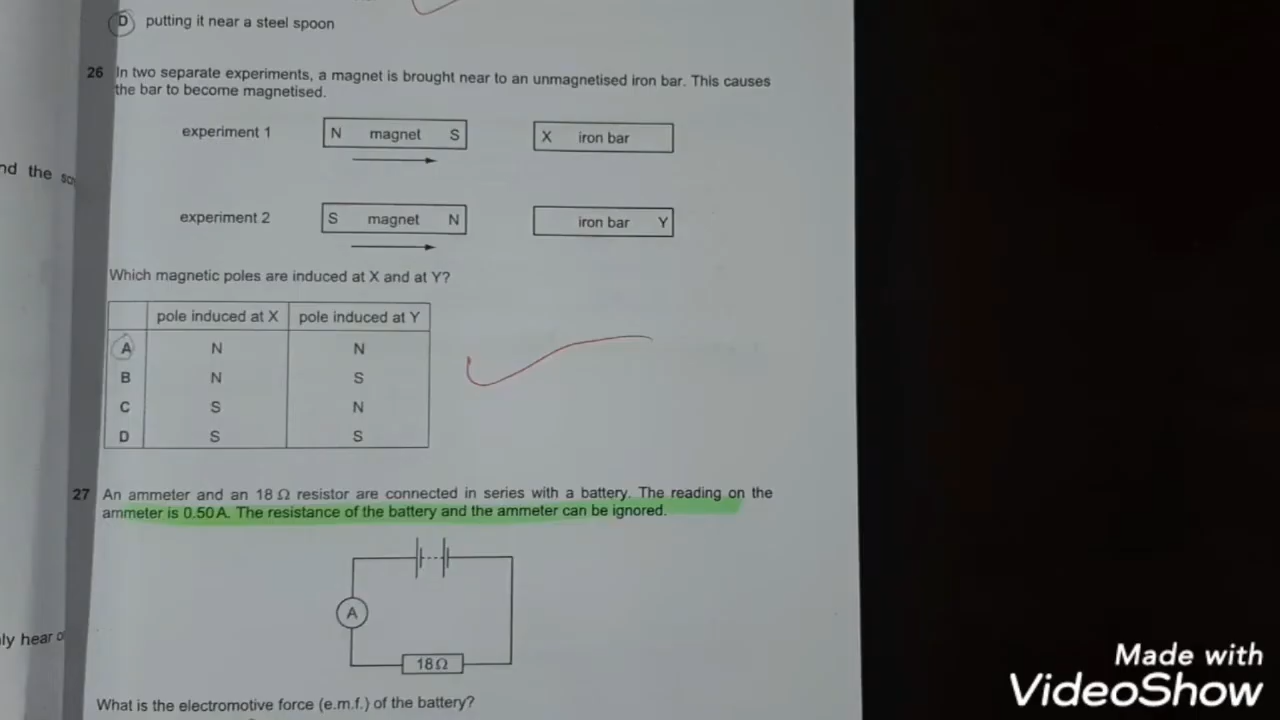 D putting it near a steel spoon
26 In two separate experiments, a magnet is brought near to an unmagnetised iron bar. This causes
the bar to become magnetised.
experiment 1 N magnet S X iron bar
nd the
experiment 2 S magnet N iron bar Y
Which magnetic poles are induced at X and at Y?
pole induced at X pole induced at Y
A N N
B N S
C S N
D S S
27 An ammeter and an 18 Ω resistor are connected in series with a battery. The reading on the
ammeter is 0.50 A. The resistance of the battery and the ammeter can be ignored.
A
nly hear
18 Ω
Made with
VideoShow
What is the electromotive force (e.m.f.) of the battery?